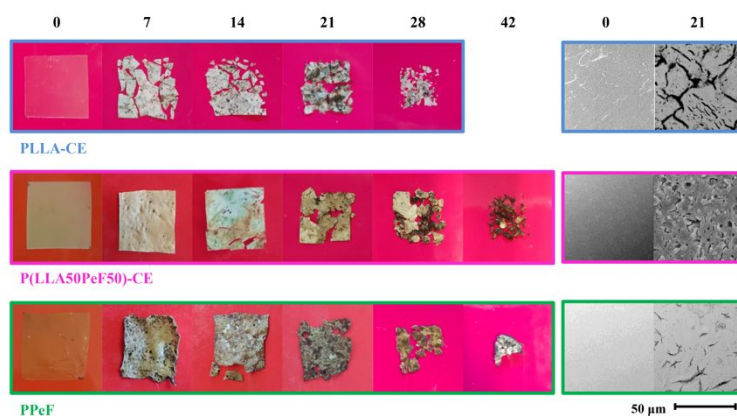 0 7 14 21 28 42 0 21
PLLA-CE
P(LLA50PeF50)-CE
PPeF
50 µm